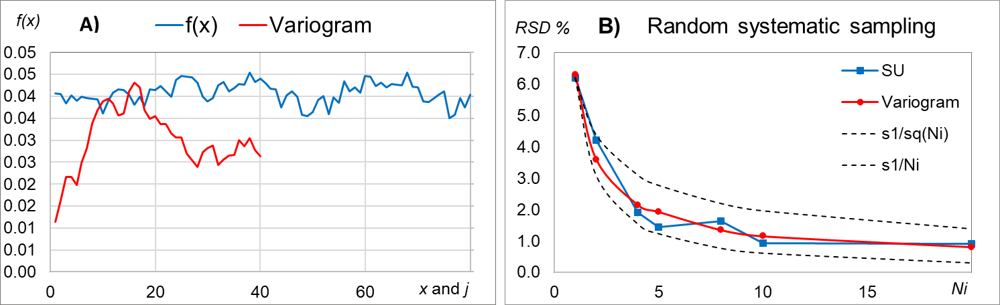 f(x) A) f(x) Variogram
0.05
0.05
0.04
0.04
0.03
0.03
0.02
0.02
0.01
0.01
0.00
0 20 40 60 x and j
RSD % B) Random systematic sampling
7.0
6.0
5.0
4.0
3.0
2.0
1.0
0.0
SU
Variogram
s1/sq(Ni)
s1/Ni
0 5 10 15 Ni